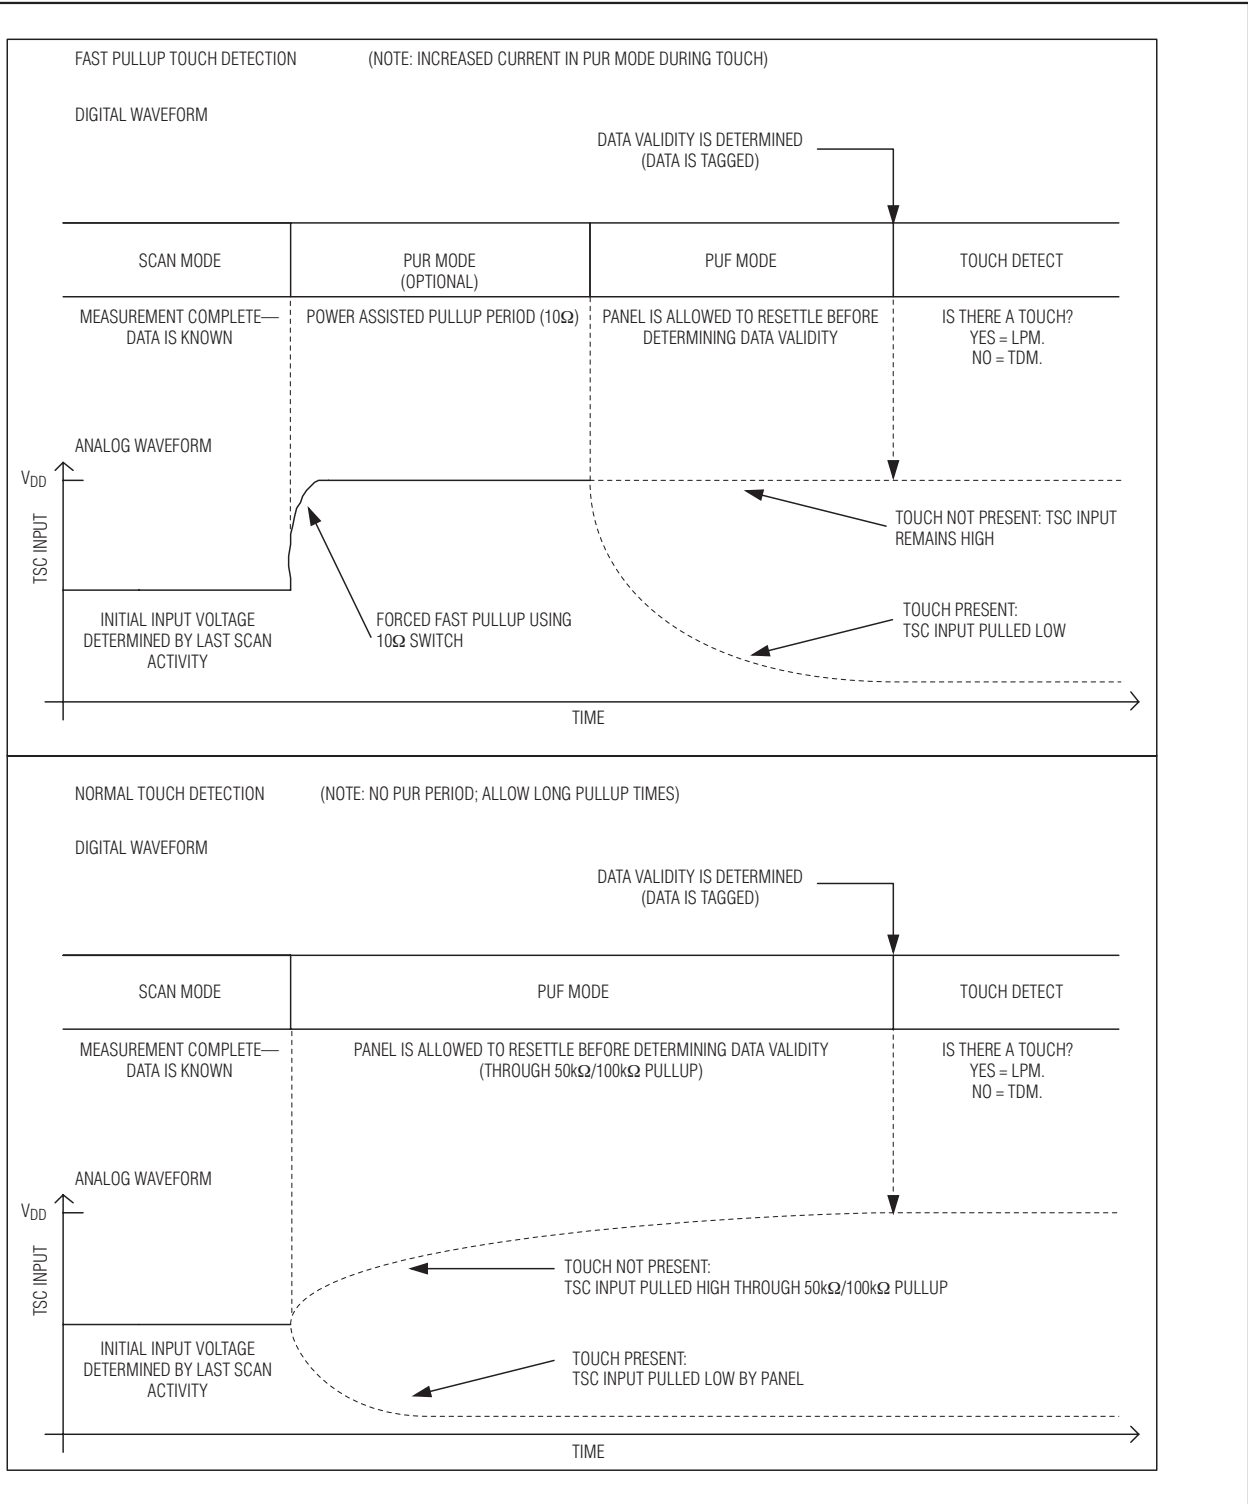 FAST PULLUP TOUCH DETECTION (NOTE: INCREASED CURRENT IN PUR MODE DURING TOUCH)
DIGITAL WAVEFORM
DATA VALIDITY IS DETERMINED
(DATA IS TAGGED)
SCAN MODE
PUR MODE
(OPTIONAL)
PUF MODE
TOUCH DETECT
MEASUREMENT COMPLETE—
DATA IS KNOWN
POWER ASSISTED PULLUP PERIOD (10Ω)
PANEL IS ALLOWED TO RESETTLE BEFORE
DETERMINING DATA VALIDITY
IS THERE A TOUCH?
YES = LPM.
NO = TDM.
ANALOG WAVEFORM
VDD
TSC INPUT
TOUCH NOT PRESENT: TSC INPUT
REMAINS HIGH
INITIAL INPUT VOLTAGE
DETERMINED BY LAST SCAN
ACTIVITY
FORCED FAST PULLUP USING
10Ω SWITCH
TOUCH PRESENT:
TSC INPUT PULLED LOW
TIME
NORMAL TOUCH DETECTION (NOTE: NO PUR PERIOD; ALLOW LONG PULLUP TIMES)
DIGITAL WAVEFORM
DATA VALIDITY IS DETERMINED
(DATA IS TAGGED)
SCAN MODE
PUF MODE
TOUCH DETECT
MEASUREMENT COMPLETE—
DATA IS KNOWN
PANEL IS ALLOWED TO RESETTLE BEFORE DETERMINING DATA VALIDITY
(THROUGH 50kΩ/100kΩ PULLUP)
IS THERE A TOUCH?
YES = LPM.
NO = TDM.
ANALOG WAVEFORM
VDD
TSC INPUT
TOUCH NOT PRESENT:
TSC INPUT PULLED HIGH THROUGH 50kΩ/100kΩ PULLUP
INITIAL INPUT VOLTAGE
DETERMINED BY LAST SCAN
ACTIVITY
TOUCH PRESENT:
TSC INPUT PULLED LOW BY PANEL
TIME